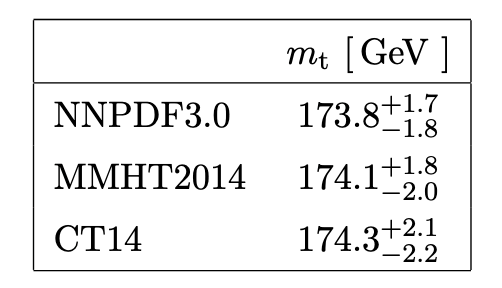 m_t [ GeV ]
NNPDF3.0 173.8^{+1.7}_{-1.8}
MMHT2014 174.1^{+1.8}_{-2.0}
CT14 174.3^{+2.1}_{-2.2}